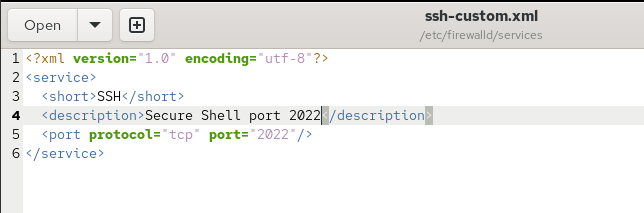 Open
ssh-custom.xml
/etc/firewalld/services
1 <?xml version="1.0" encoding="utf-8"?>
2 <service>
3   <short>SSH</short>
4   <description>Secure Shell port 2022</description>
5   <port protocol="tcp" port="2022"/>
6 </service>